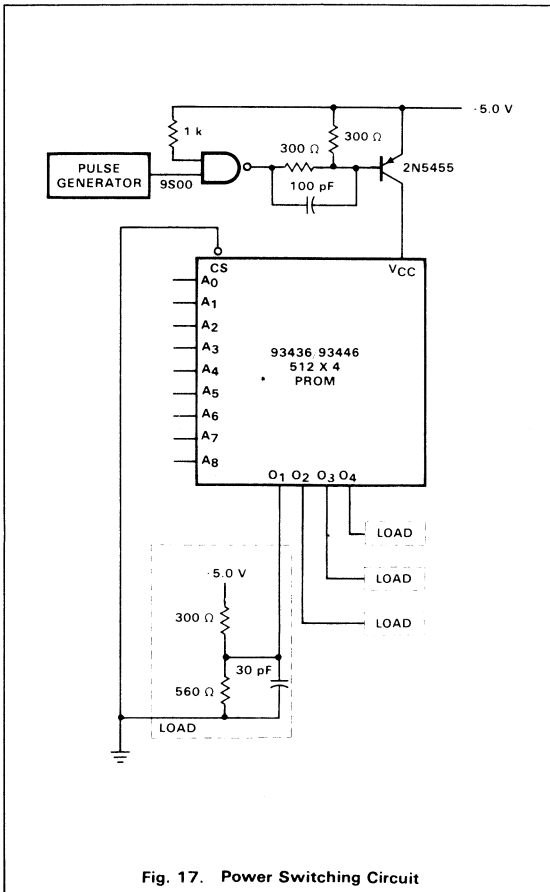 -5.0 V
1 k
300 Ω
300 Ω
2N5455
PULSE
GENERATOR
9S00
100 pF
CS
VCC
A0
A1
A2
A3
A4
A5
A6
A7
A8
93436/93446
512 X 4
PROM
O1 O2 O3 O4
LOAD
LOAD
LOAD
-5.0 V
300 Ω
30 pF
560 Ω
LOAD
Fig. 17. Power Switching Circuit